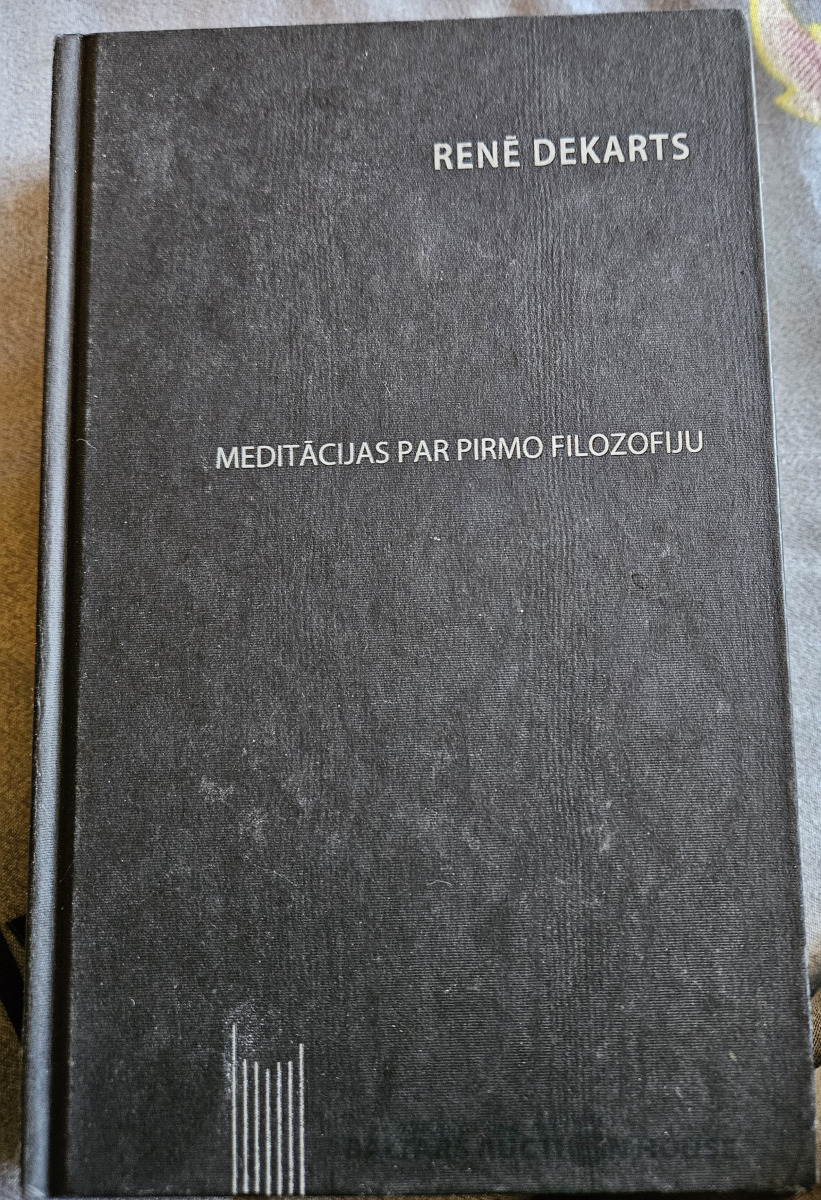 RENĒ DEKARTS
MEDITĀCIJAS PAR PIRMO FILOZOFIJU